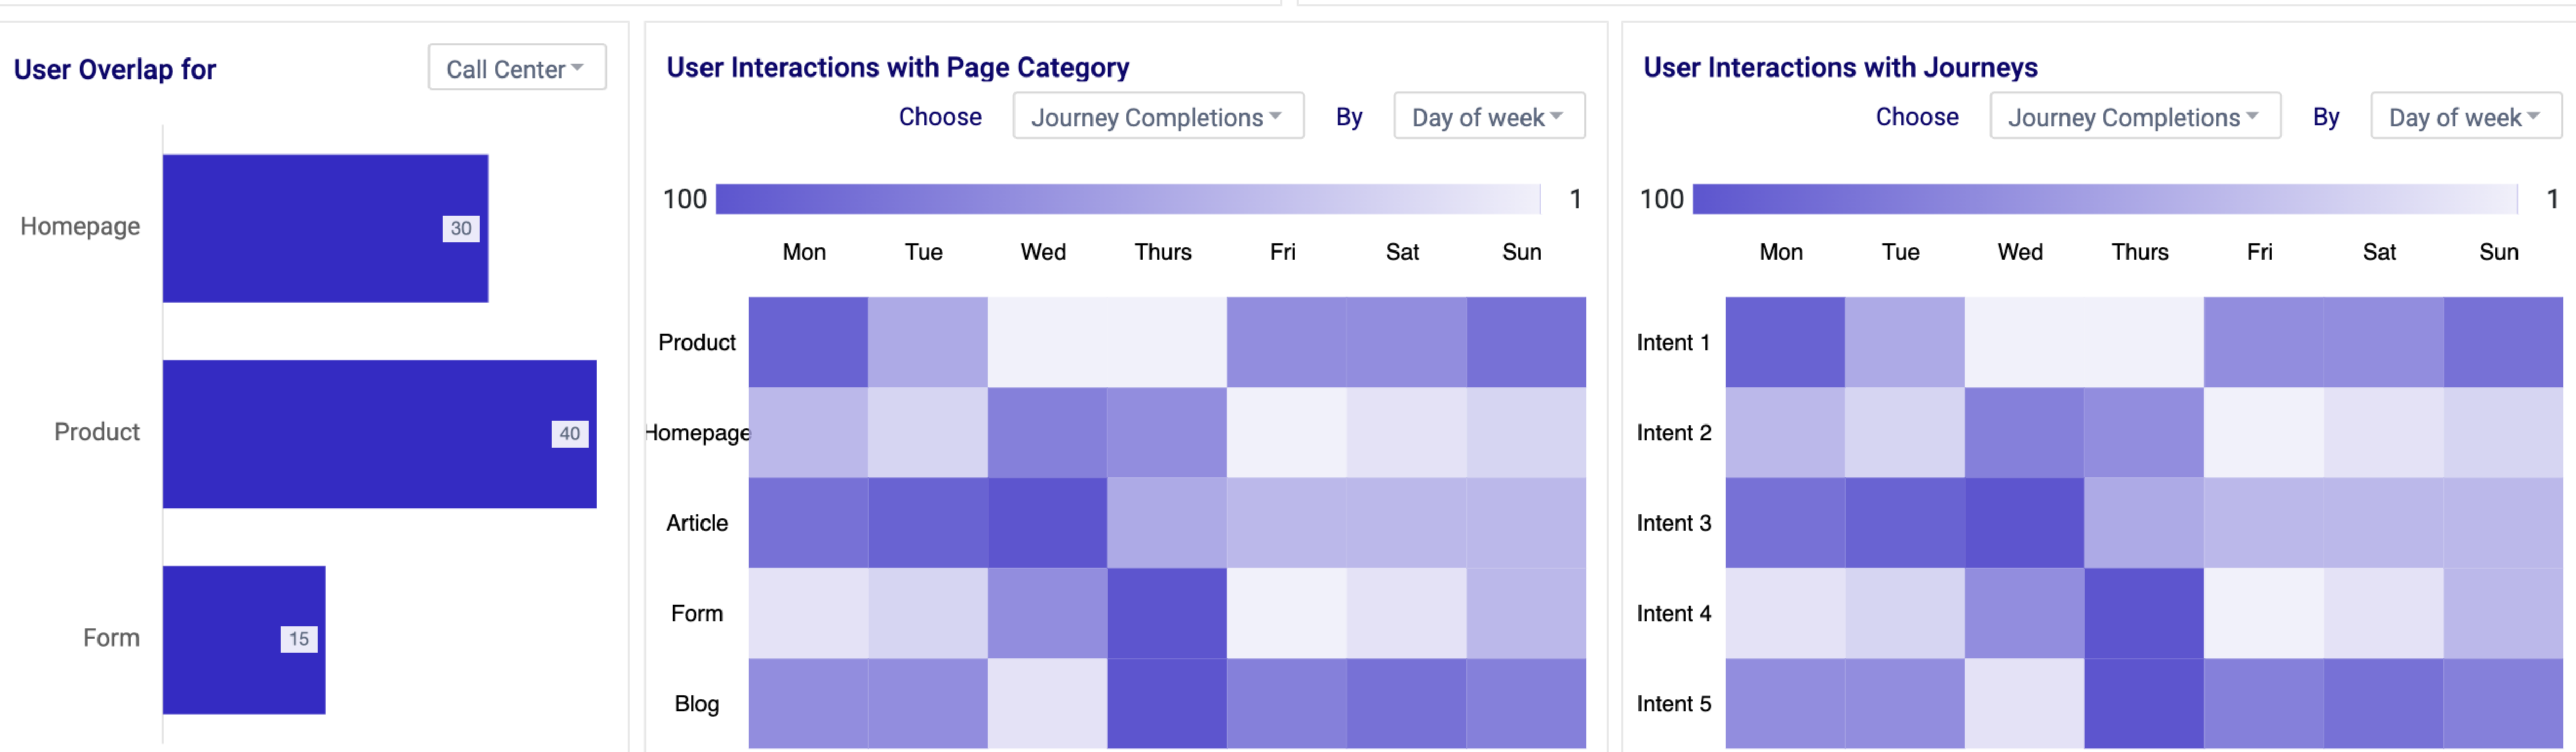 User Overlap for
Call Center
Homepage
30
Product
40
Form
15
User Interactions with Page Category
Choose Journey Completions By Day of week
100 1
Mon Tue Wed Thurs Fri Sat Sun
Product
Homepage
Article
Form
Blog
User Interactions with Journeys
Choose Journey Completions By Day of week
100 1
Mon Tue Wed Thurs Fri Sat Sun
Intent 1
Intent 2
Intent 3
Intent 4
Intent 5